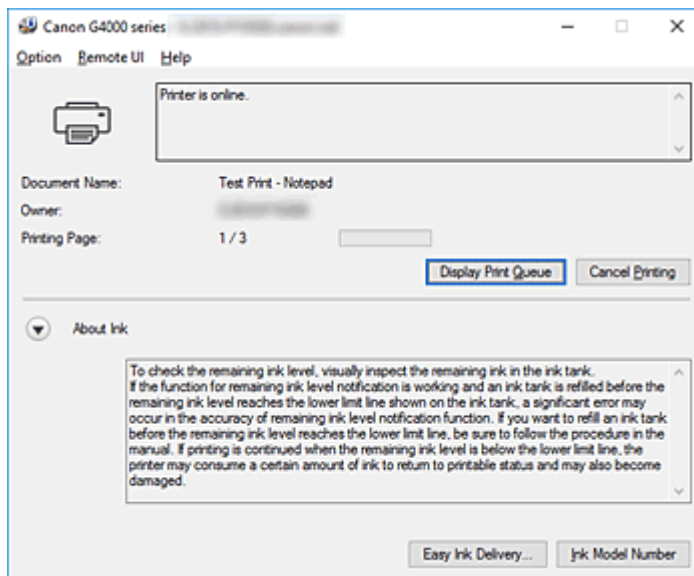 Canon G4000 series
Option Remote UI Help
Printer is online.
Document Name: Test Print - Notepad
Owner:
Printing Page: 1 / 3
Display Print Queue Cancel Printing
About Ink
To check the remaining ink level, visually inspect the remaining ink in the ink tank.
If the function for remaining ink level notification is working and an ink tank is refilled before the
remaining ink level reaches the lower limit line shown on the ink tank, a significant error may
occur in the accuracy of remaining ink level notification function. If you want to refill an ink tank
before the remaining ink level reaches the lower limit line, be sure to follow the procedure in the
manual. If printing is continued when the remaining ink level is below the lower limit line, the
printer may consume a certain amount of ink to return to printable status and may also become
damaged.
Easy Ink Delivery... Ink Model Number